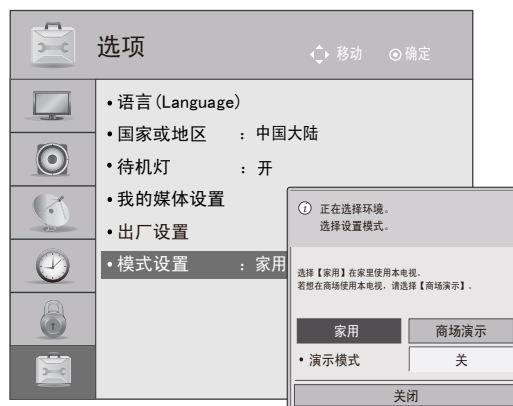 选项
移动 确定
• 语言(Language)
• 国家或地区 : 中国大陆
• 待机灯 : 开
• 我的媒体设置
• 出厂设置
• 模式设置 : 家用
i 正在选择环境。
选择设置模式。
选择【家用】在家里使用本电视。
若想在商场使用本电视，请选择【商场演示】。
家用 商场演示
• 演示模式 关
关闭